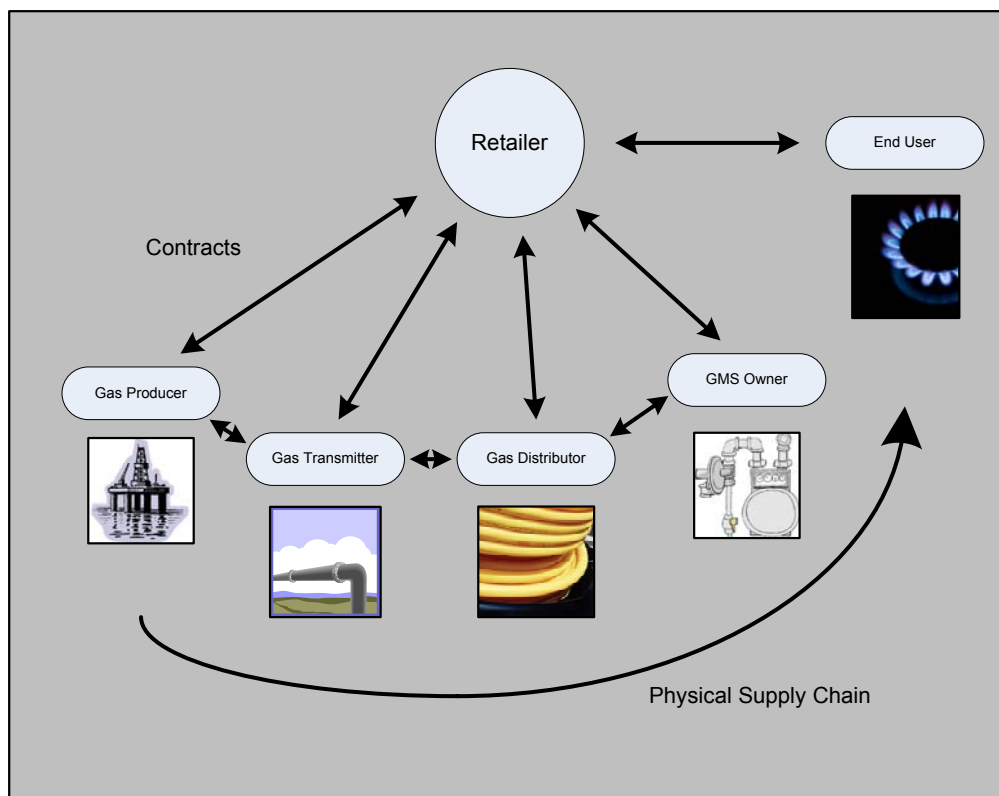 Retailer
End User
Contracts
GMS Owner
Gas Producer
Gas Transmitter
Gas Distributor
Physical Supply Chain